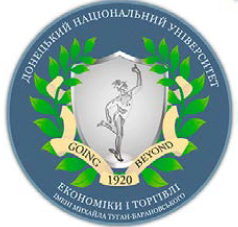 ДОНЕЦЬКИЙ НАЦІОНАЛЬНИЙ УНІВЕРСИТЕТ
GOING BEYOND
1920
ЕКОНОМІКИ І ТОРГІВЛІ
ІМЕНІ МИХАЙЛА ТУГАН-БАРАНОВСЬКОГО